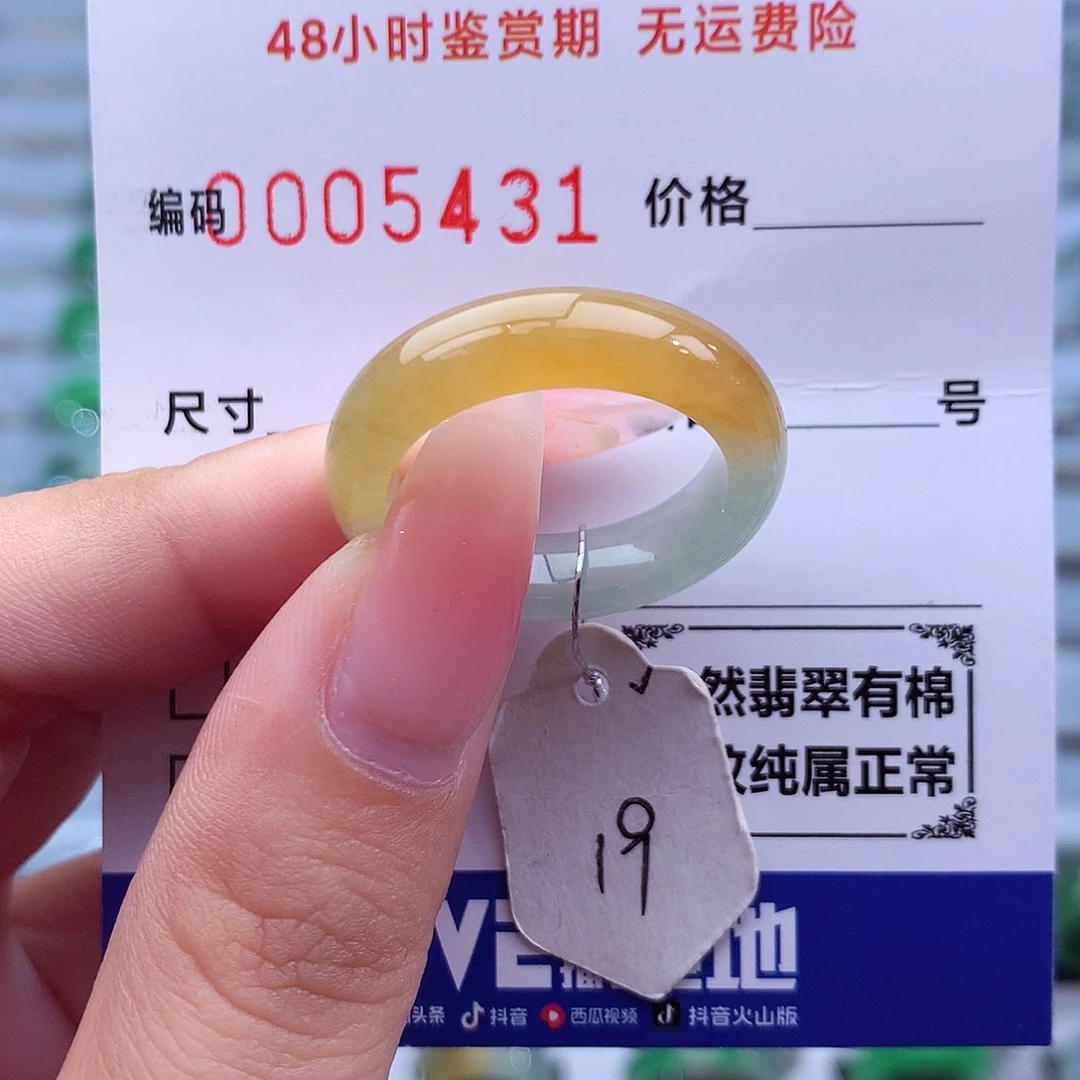 48小时鉴赏期 无运费险
编码0005431 价格
尺寸 号
然翡翠有棉
纹纯属正常
19
地
头条 抖音 西瓜视频 抖音火山版